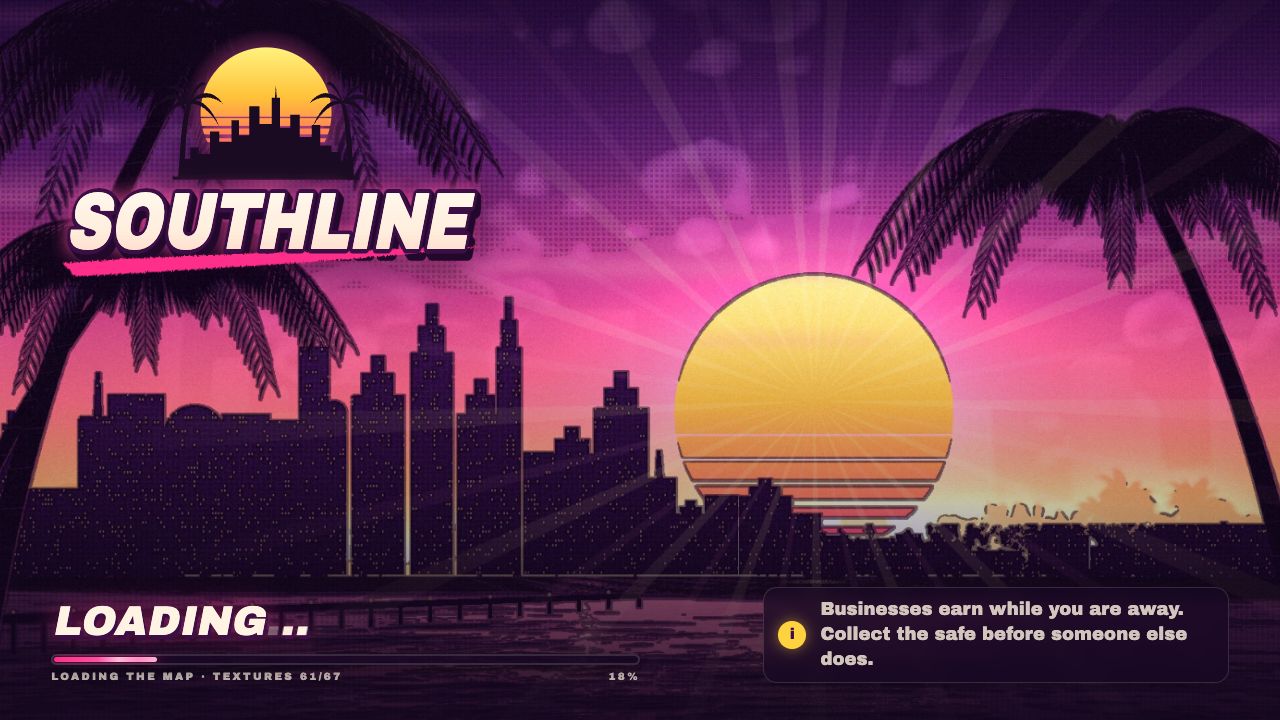 SOUTHLINE
LOADING...
LOADING THE MAP · TEXTURES 61/67
18%
i
Businesses earn while you are away.
Collect the safe before someone else
does.